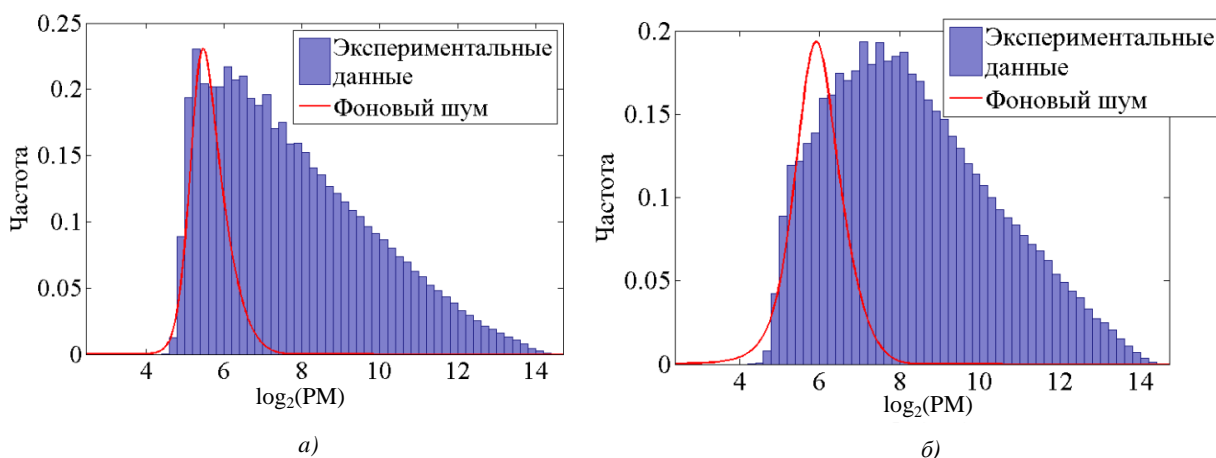 0.25
0.2
0.15
0.1
0.05
0
4 6 8 10 12 14
Частота
log2(PM)
Экспериментальные
данные
Фоновый шум
а)
0.2
0.15
0.1
0.05
0
4 6 8 10 12 14
Частота
log2(PM)
Экспериментальные
данные
Фоновый шум
б)